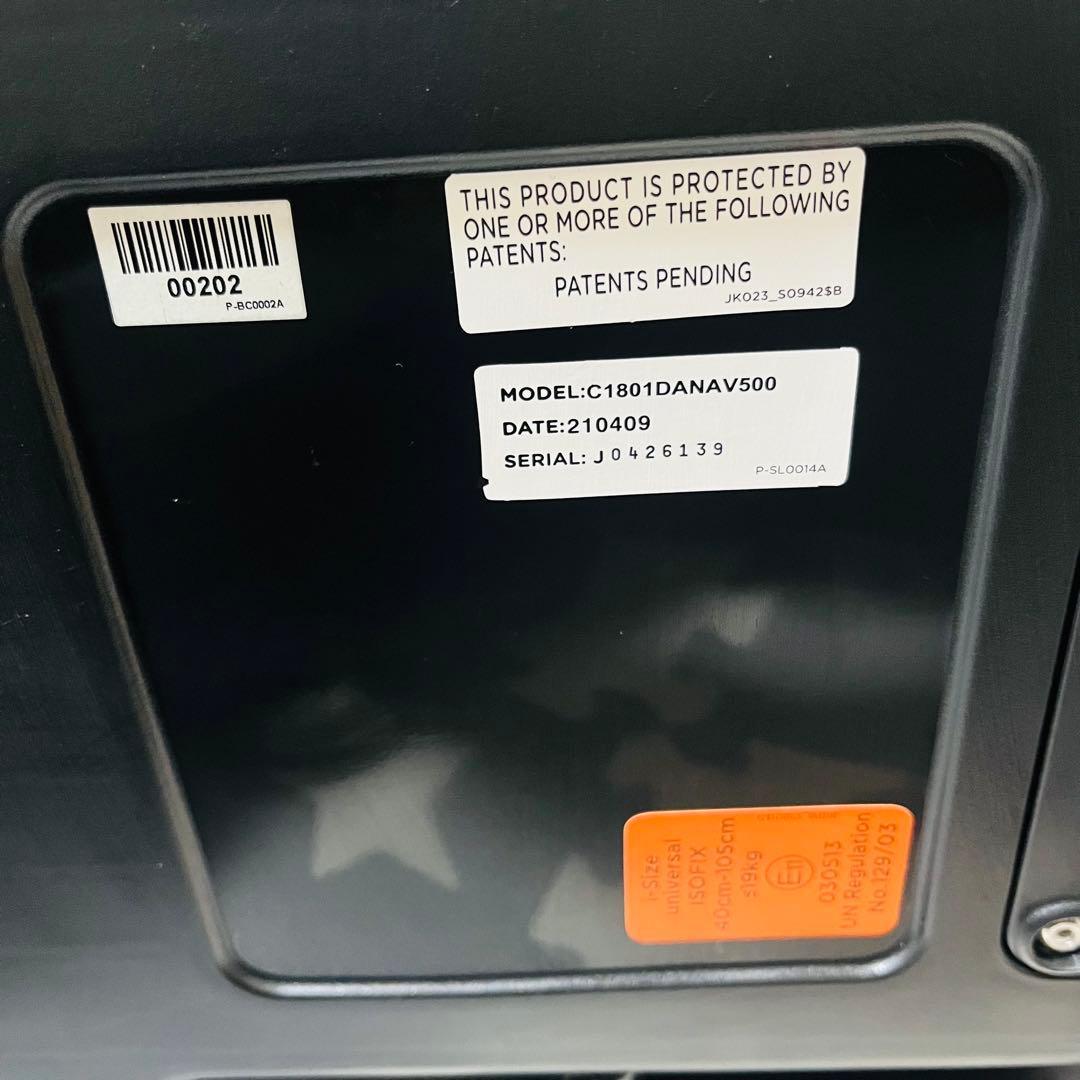 00202
P-BC0002A
THIS PRODUCT IS PROTECTED BY
ONE OR MORE OF THE FOLLOWING
PATENTS:
PATENTS PENDING
JK023_S0942$B
MODEL:C1801DANAV500
DATE:210409
SERIAL: J0426139
P-SL0014A
i-Size
universal
ISOFIX
40cm-105cm
≤19kg
E11
030513
UN Regulation
No.129/03